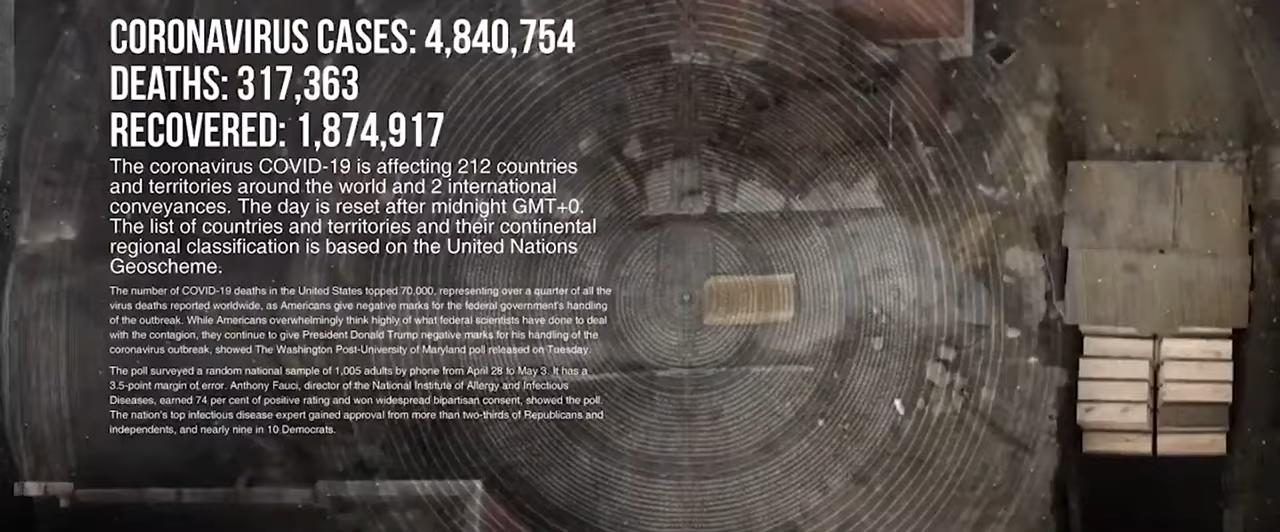 CORONAVIRUS CASES: 4,840,754
DEATHS: 317,363
RECOVERED: 1,874,917
The coronavirus COVID-19 is affecting 212 countries
and territories around the world and 2 international
conveyances. The day is reset after midnight GMT+0.
The list of countries and territories and their continental
regional classification is based on the United Nations
Geoscheme.
The number of COVID-19 deaths in the United States topped 70,000, representing over a quarter of all the
virus deaths reported worldwide, as Americans give negative marks for the federal government's handling
of the outbreak. While Americans overwhelmingly think highly of what federal scientists have done to deal
with the contagion, they continue to give President Donald Trump negative marks for his handling of the
coronavirus outbreak, showed The Washington Post-University of Maryland poll released on Tuesday.
The poll surveyed a random national sample of 1,005 adults by phone from April 28 to May 3. It has a
3.5-point margin of error. Anthony Fauci, director of the National Institute of Allergy and Infectious
Diseases, earned 74 per cent of positive rating and won widespread bipartisan consent, showed the poll.
The nation's top infectious disease expert gained approval from more than two-thirds of Republicans and
independents, and nearly nine in 10 Democrats.